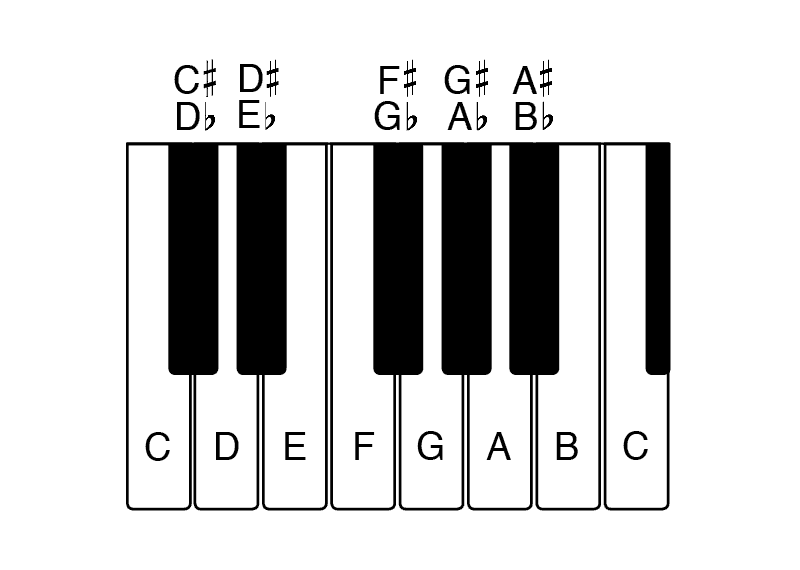 C♯ D♯ F♯ G♯ A♯
D♭ E♭ G♭ A♭ B♭
C D E F G A B C